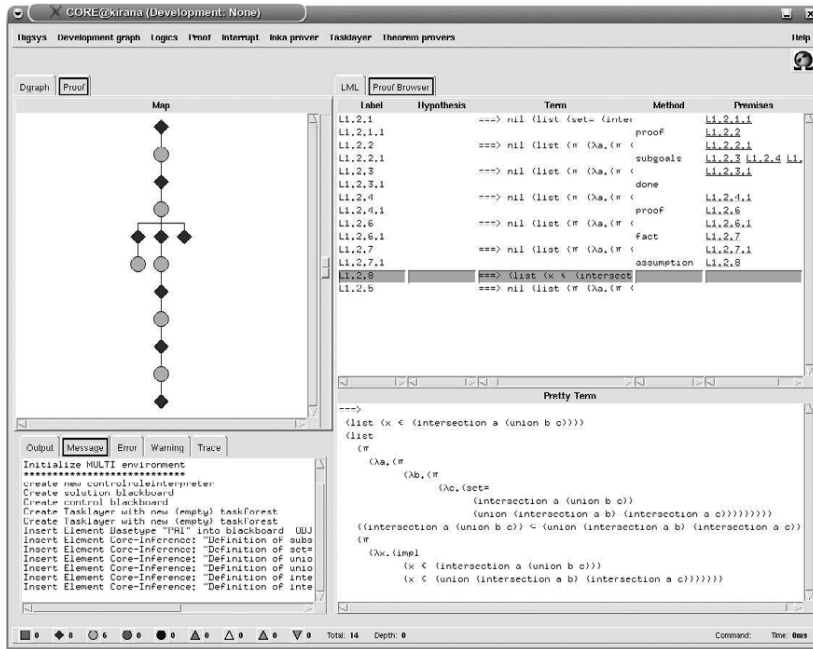 CORE@kirana (Development: None)
Digsys Development graph Logics Proof Interrupt Inka prover Tasklayer Theorem provers Help
Dgraph Proof
Map
LML Proof Browser
Label Hypothesis Term Method Premises
L1.2.1 ===> nil (list (set= (inter
L1.2.1.1 proof L1.2.2
L1.2.2 ===> nil (list (π (λa.(π (
L1.2.2.1 subgoals L1.2.3 L1.2.4 L1.
L1.2.3 ===> nil (list (π (λa.(π ( L1.2.3.1
L1.2.3.1 done
L1.2.4 ===> nil (list (π (λa.(π ( L1.2.4.1
L1.2.4.1 proof L1.2.6
L1.2.6 ===> nil (list (π (λa.(π ( L1.2.6.1
L1.2.6.1 fact L1.2.7
L1.2.7 ===> nil (list (π (λa.(π ( L1.2.7.1
L1.2.7.1 assumption L1.2.8
L1.2.8 ===> (list (x ∈ (intersect
L1.2.5 ===> nil (list (π (λa.(π (
Pretty Term
===>
(list (x ∈ (intersection a (union b c))))
(list
(π
(λa.(π
(λb.(π
(λc.(set=
(intersection a (union b c))
(union (intersection a b) (intersection a c)))))))))
((intersection a (union b c)) ⊆ (union (intersection a b) (intersection a c)))
(π
(λx.(impl
(x ∈ (intersection a (union b c)))
(x ∈ (union (intersection a b) (intersection a c)))))))
Output Message Error Warning Trace
Initialize MULTI environment
****************************
create new controlruleinterpreter
Create solution blackboard
Create control blackboard
Create Tasklayer with new (empty) taskforest
Create Tasklayer with new (empty) taskforest
Insert Element Basetype "PAI" into blackboard OBJ
Insert Element Core-Inference: "Definition of subs
Insert Element Core-Inference: "Definition of set=
Insert Element Core-Inference: "Definition of unio
Insert Element Core-Inference: "Definition of unio
Insert Element Core-Inference: "Definition of inte
Insert Element Core-Inference: "Definition of inte
0 8 6 0 0 0 0 0 0 Total: 14 Depth: 0 Command: Time: 0ms